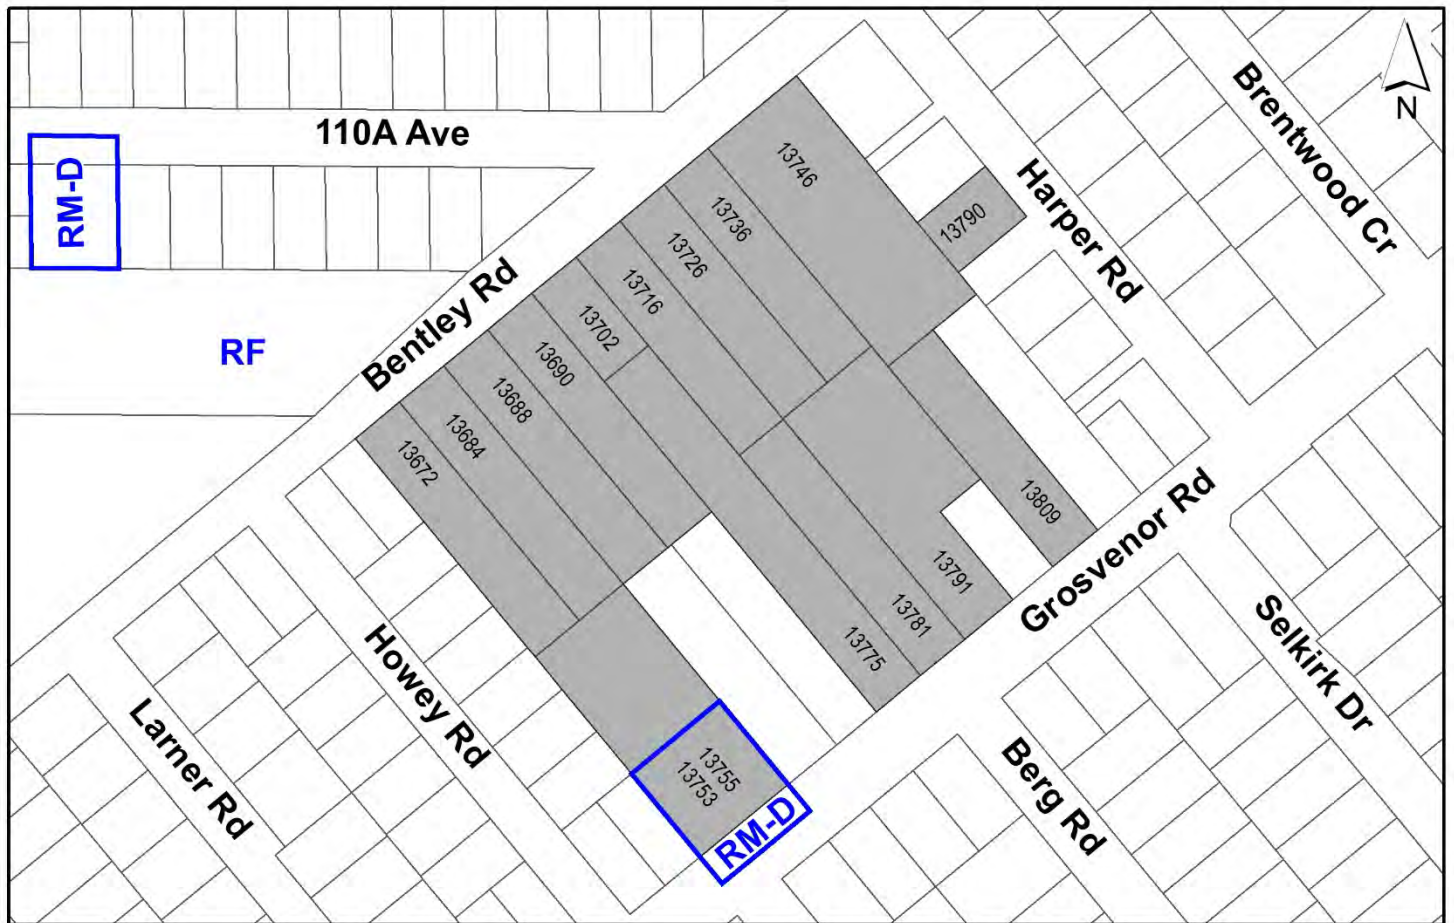 110A Ave
RM-D
RF
Bentley Rd
Brentwood Cr
N
Harper Rd
13746
13790
13736
13726
13716
13702
13690
13688
13684
13672
13809
13791
13781
13775
Grosvenor Rd
Selkirk Dr
Howey Rd
Larner Rd
13755
13753
RM-D
Berg Rd